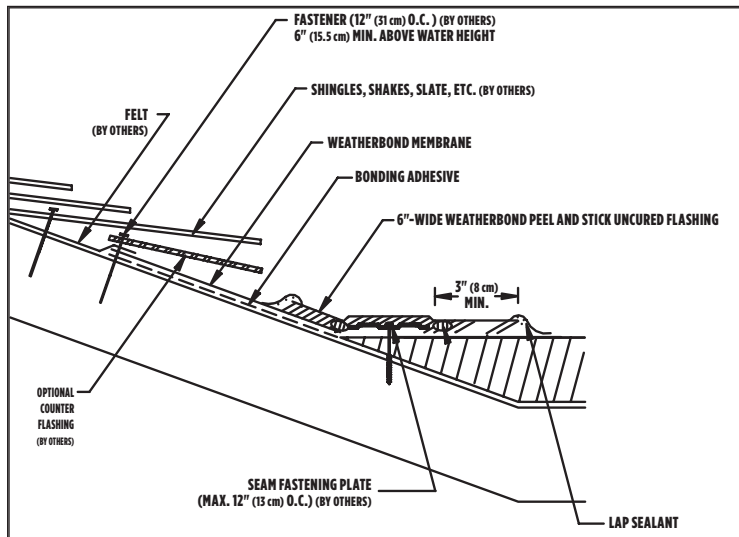 FASTENER (12" (31 cm) O.C. ) (BY OTHERS)
6" (15.5 cm) MIN. ABOVE WATER HEIGHT
SHINGLES, SHAKES, SLATE, ETC. (BY OTHERS)
FELT
(BY OTHERS)
WEATHERBOND MEMBRANE
BONDING ADHESIVE
6"-WIDE WEATHERBOND PEEL AND STICK UNCURED FLASHING
3" (8 cm)
MIN.
OPTIONAL
COUNTER
FLASHING
(BY OTHERS)
SEAM FASTENING PLATE
(MAX. 12" (13 cm) O.C.) (BY OTHERS)
LAP SEALANT